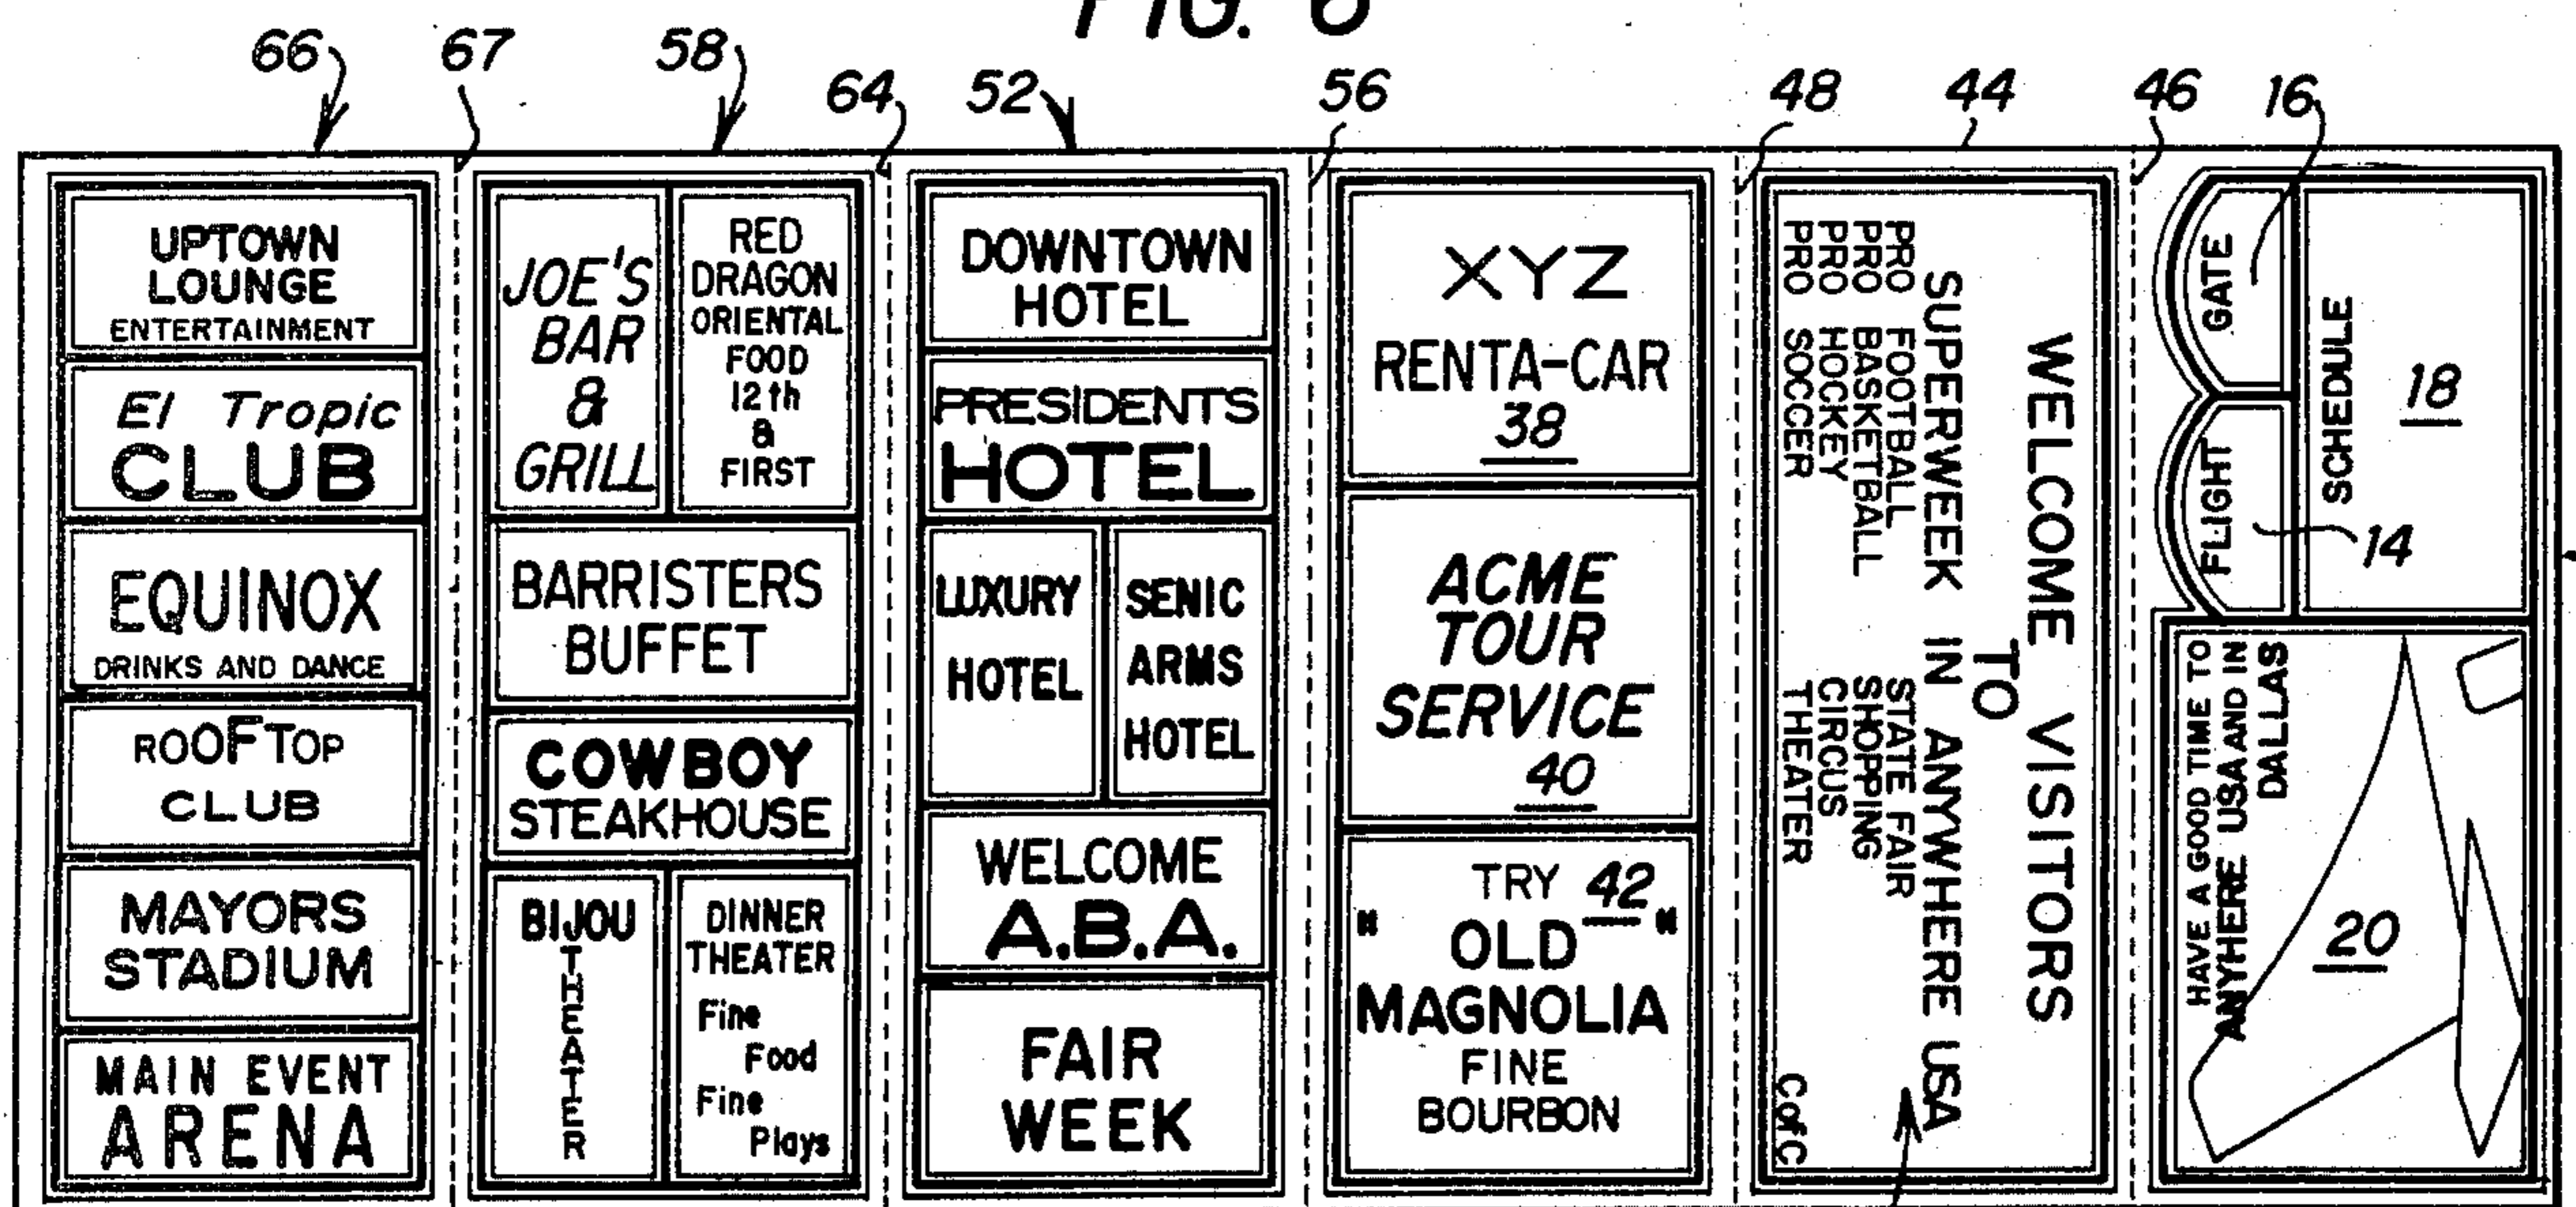 FIG. 6
66
67
58
64
52
56
48
44
46
16
UPTOWN
LOUNGE
ENTERTAINMENT
El Tropic
CLUB
EQUINOX
DRINKS AND DANCE
ROOFTOP
CLUB
MAYORS
STADIUM
MAIN EVENT
ARENA
JOE'S
BAR
&
GRILL
RED
DRAGON
ORIENTAL
FOOD
12th
&
FIRST
BARRISTERS
BUFFET
COWBOY
STEAKHOUSE
BIJOU
THEATER
DINNER
THEATER
Fine
Food
Fine
Plays
DOWNTOWN
HOTEL
PRESIDENTS
HOTEL
LUXURY
HOTEL
SENIC
ARMS
HOTEL
WELCOME
A.B.A.
FAIR
WEEK
XYZ
RENTA-CAR
38
ACME
TOUR
SERVICE
40
TRY 42
" OLD "
MAGNOLIA
FINE
BOURBON
WELCOME VISITORS
TO
SUPERWEEK IN ANYWHERE USA
PRO FOOTBALL STATE FAIR
PRO BASKETBALL SHOPPING
PRO HOCKEY CIRCUS
PRO SOCCER THEATER
C of C
GATE
FLIGHT
14
SCHEDULE
18
HAVE A GOOD TIME TO
ANYHERE USA AND IN
DALLAS
20